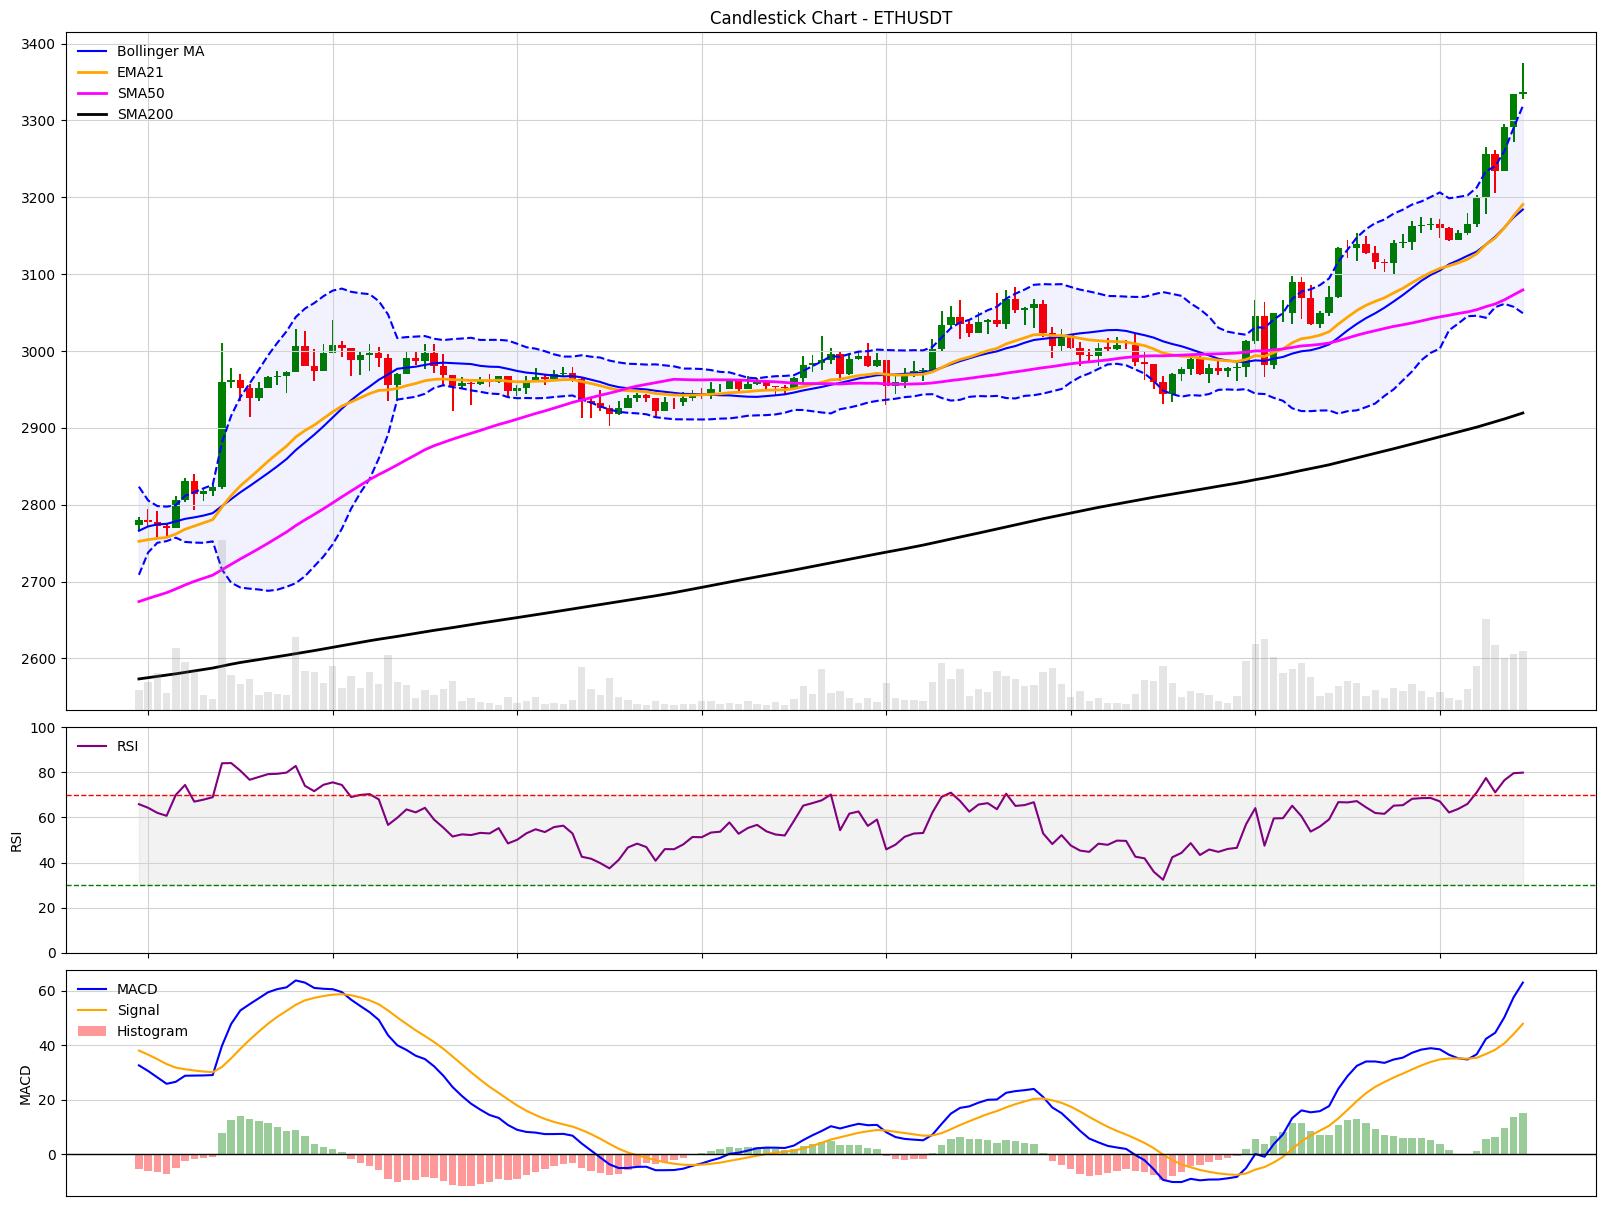 Candlestick Chart - ETHUSDT
3400
3300
3200
3100
3000
2900
2800
2700
2600
Bollinger MA
EMA21
SMA50
SMA200
100
80
60
40
20
0
RSI
RSI
60
40
20
0
MACD
MACD
Signal
Histogram